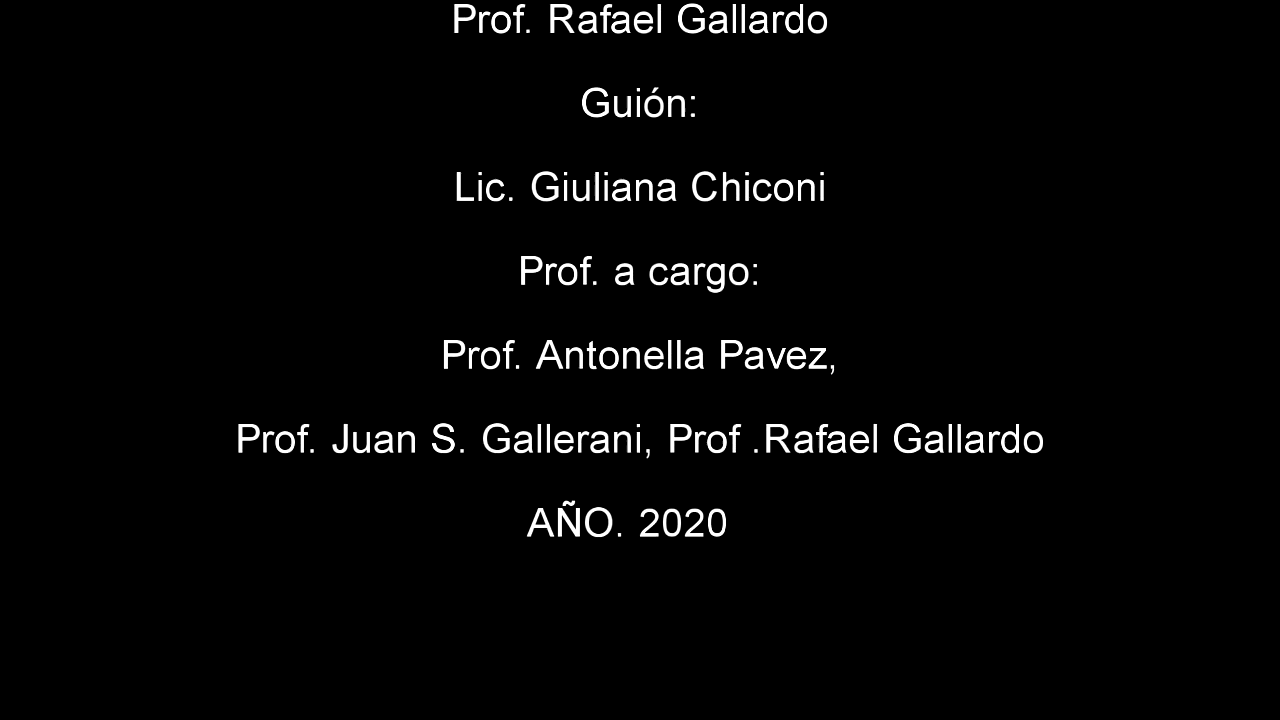 Prof. Rafael Gallardo
Guión:
Lic. Giuliana Chiconi
Prof. a cargo:
Prof. Antonella Pavez,
Prof. Juan S. Gallerani, Prof .Rafael Gallardo
AÑO. 2020